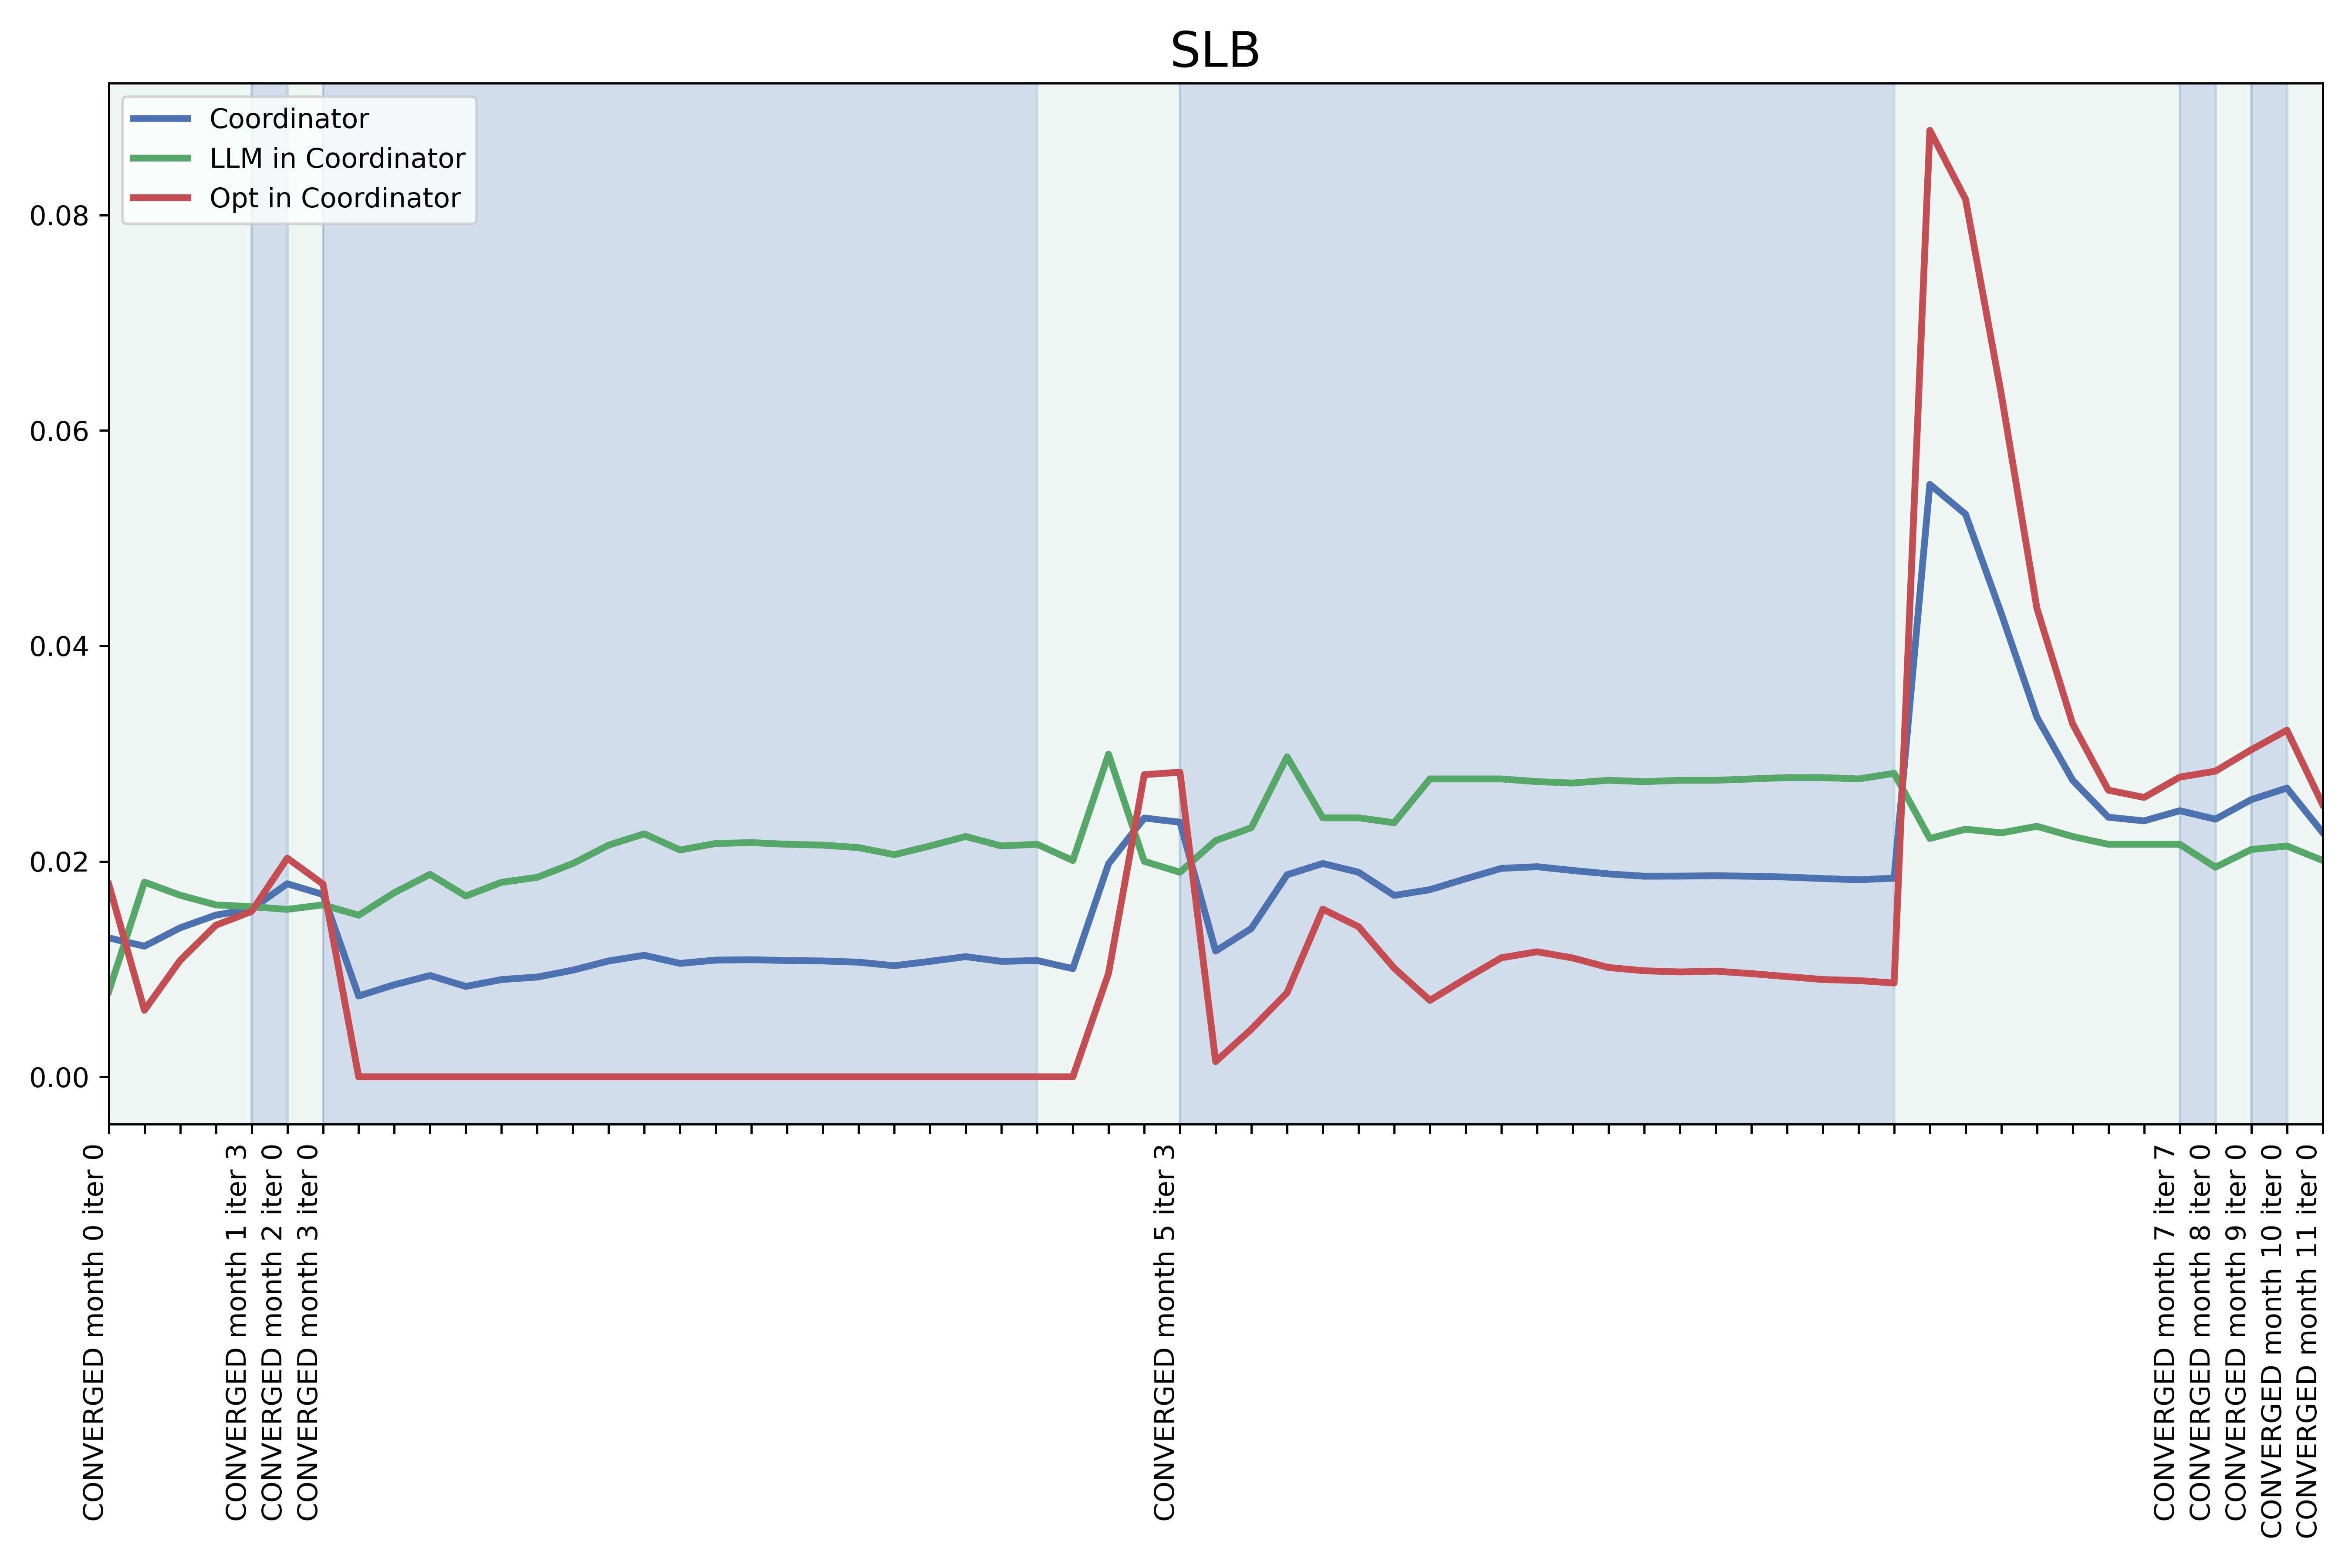 SLB
Coordinator
LLM in Coordinator
Opt in Coordinator
0.08
0.06
0.04
0.02
0.00
CONVERGED month 0 iter 0
CONVERGED month 1 iter 3
CONVERGED month 2 iter 0
CONVERGED month 3 iter 0
CONVERGED month 5 iter 3
CONVERGED month 7 iter 7
CONVERGED month 8 iter 0
CONVERGED month 9 iter 0
CONVERGED month 10 iter 0
CONVERGED month 11 iter 0